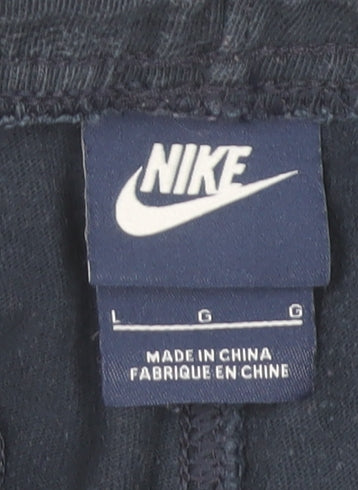 NIKE
L G G
MADE IN CHINA
FABRIQUE EN CHINE